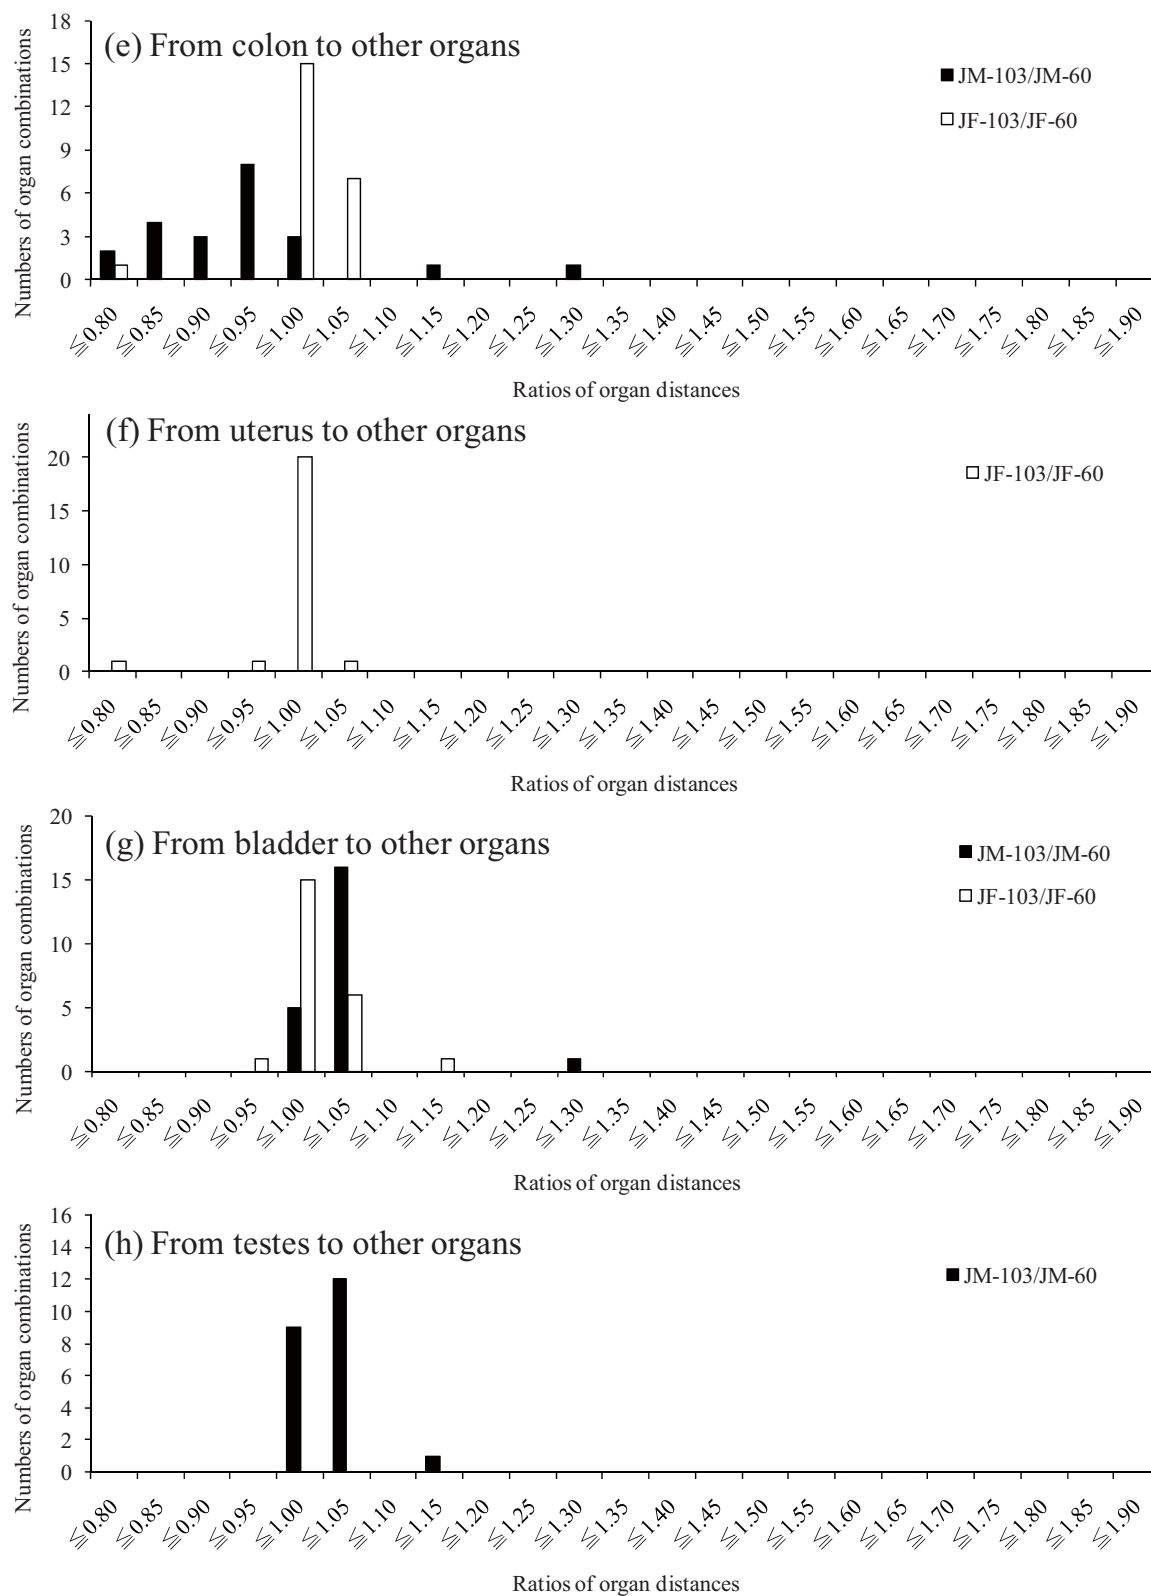 (e) From colon to other organs
Numbers of organ combinations
18
15
12
9
6
3
0
JM-103/JM-60
JF-103/JF-60
≦0.80 ≦0.85 ≦0.90 ≦0.95 ≦1.00 ≦1.05 ≦1.10 ≦1.15 ≦1.20 ≦1.25 ≦1.30 ≦1.35 ≦1.40 ≦1.45 ≦1.50 ≦1.55 ≦1.60 ≦1.65 ≦1.70 ≦1.75 ≦1.80 ≦1.85 ≦1.90
Ratios of organ distances
(f) From uterus to other organs
Numbers of organ combinations
20
15
10
5
0
JF-103/JF-60
≦0.80 ≦0.85 ≦0.90 ≦0.95 ≦1.00 ≦1.05 ≦1.10 ≦1.15 ≦1.20 ≦1.25 ≦1.30 ≦1.35 ≦1.40 ≦1.45 ≦1.50 ≦1.55 ≦1.60 ≦1.65 ≦1.70 ≦1.75 ≦1.80 ≦1.85 ≦1.90
Ratios of organ distances
(g) From bladder to other organs
Numbers of organ combinations
20
15
10
5
0
JM-103/JM-60
JF-103/JF-60
≦0.80 ≦0.85 ≦0.90 ≦0.95 ≦1.00 ≦1.05 ≦1.10 ≦1.15 ≦1.20 ≦1.25 ≦1.30 ≦1.35 ≦1.40 ≦1.45 ≦1.50 ≦1.55 ≦1.60 ≦1.65 ≦1.70 ≦1.75 ≦1.80 ≦1.85 ≦1.90
Ratios of organ distances
(h) From testes to other organs
Numbers of organ combinations
16
14
12
10
8
6
4
2
0
JM-103/JM-60
≦0.80 ≦0.85 ≦0.90 ≦0.95 ≦1.00 ≦1.05 ≦1.10 ≦1.15 ≦1.20 ≦1.25 ≦1.30 ≦1.35 ≦1.40 ≦1.45 ≦1.50 ≦1.55 ≦1.60 ≦1.65 ≦1.70 ≦1.75 ≦1.80 ≦1.85 ≦1.90
Ratios of organ distances